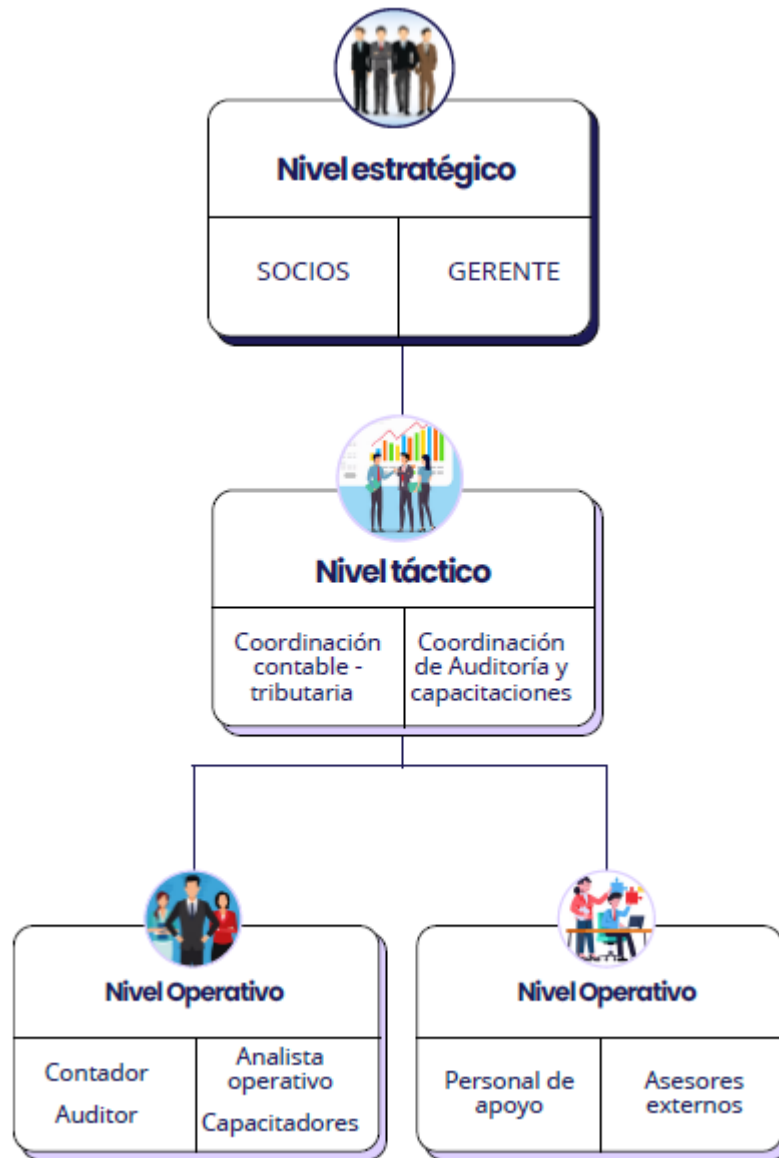 Nivel estratégico
SOCIOS
GERENTE
Nivel táctico
Coordinación
contable -
tributaria
Coordinación
de Auditoría y
capacitaciones
Nivel Operativo
Contador
Auditor
Analista
operativo
Capacitadores
Nivel Operativo
Personal de
apoyo
Asesores
externos